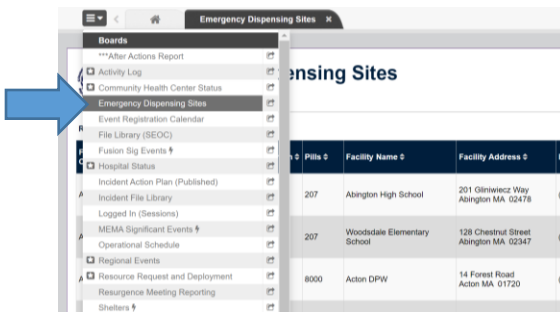 Emergency Dispensing Sites ×
Boards
***After Actions Report
Activity Log
Community Health Center Status
Emergency Dispensing Sites
Event Registration Calendar
File Library (SEOC)
Fusion Sig Events
Hospital Status
Incident Action Plan (Published)
Incident File Library
Logged In (Sessions)
MEMA Significant Events
Operational Schedule
Regional Events
Resource Request and Deployment
Resurgence Meeting Reporting
Shelters
ensing Sites
Pills Facility Name Facility Address
207 Abington High School 201 Gliniwiecz Way
Abington MA 02478
207 Woodsdale Elementary School 128 Chestnut Street
Abington MA 02347
8000 Acton DPW 14 Forest Road
Acton MA 01720